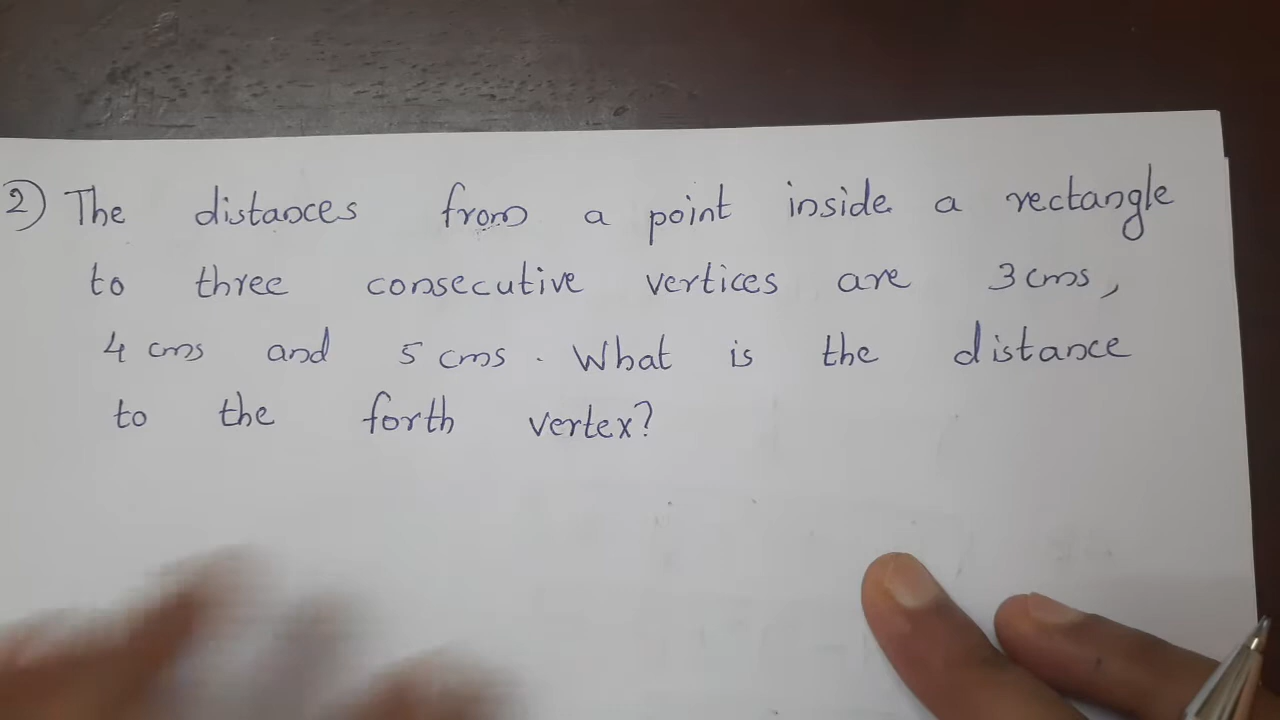 2) The distances from a point inside a rectangle
to three consecutive vertices are 3 cms,
4 cms and 5 cms. What is the distance
to the forth vertex?